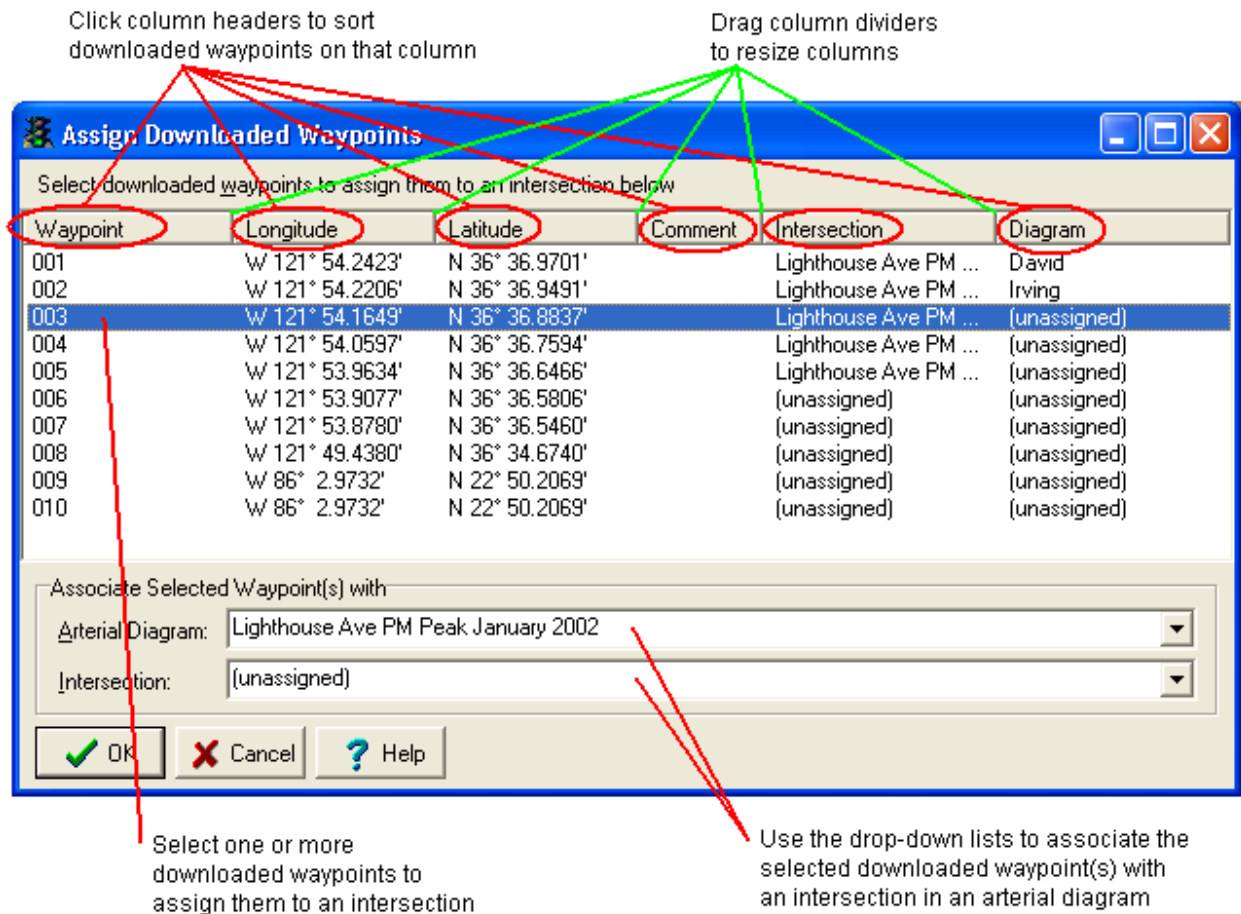 Click column headers to sort
downloaded waypoints on that column
Drag column dividers
to resize columns
Assign Downloaded Waypoints
Select downloaded waypoints to assign them to an intersection below
Waypoint Longitude Latitude Comment Intersection Diagram
001 W 121° 54.2423' N 36° 36.9701' Lighthouse Ave PM ... David
002 W 121° 54.2206' N 36° 36.9491' Lighthouse Ave PM ... Irving
003 W 121° 54.1649' N 36° 36.8837' Lighthouse Ave PM ... (unassigned)
004 W 121° 54.0597' N 36° 36.7594' Lighthouse Ave PM ... (unassigned)
005 W 121° 53.9634' N 36° 36.6466' Lighthouse Ave PM ... (unassigned)
006 W 121° 53.9077' N 36° 36.5806' (unassigned) (unassigned)
007 W 121° 53.8780' N 36° 36.5460' (unassigned) (unassigned)
008 W 121° 49.4380' N 36° 34.6740' (unassigned) (unassigned)
009 W 86° 2.9732' N 22° 50.2069' (unassigned) (unassigned)
010 W 86° 2.9732' N 22° 50.2069' (unassigned) (unassigned)
Associate Selected Waypoint(s) with
Arterial Diagram: Lighthouse Ave PM Peak January 2002
Intersection: (unassigned)
OK Cancel Help
Select one or more
downloaded waypoints to
assign them to an intersection
Use the drop-down lists to associate the
selected downloaded waypoint(s) with
an intersection in an arterial diagram